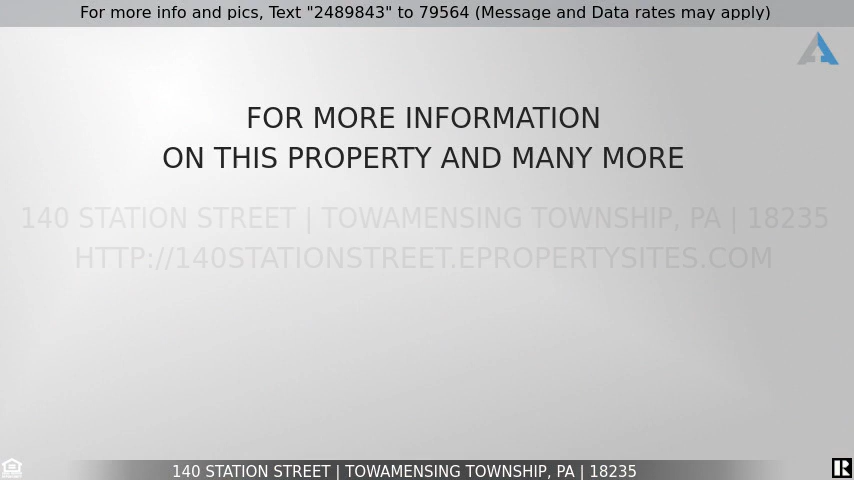 For more info and pics, Text "2489843" to 79564 (Message and Data rates may apply)
FOR MORE INFORMATION
ON THIS PROPERTY AND MANY MORE
140 STATION STREET | TOWAMENSING TOWNSHIP, PA | 18235
HTTP://140STATIONSTREET.EPROPERTYSITES.COM
140 STATION STREET | TOWAMENSING TOWNSHIP, PA | 18235